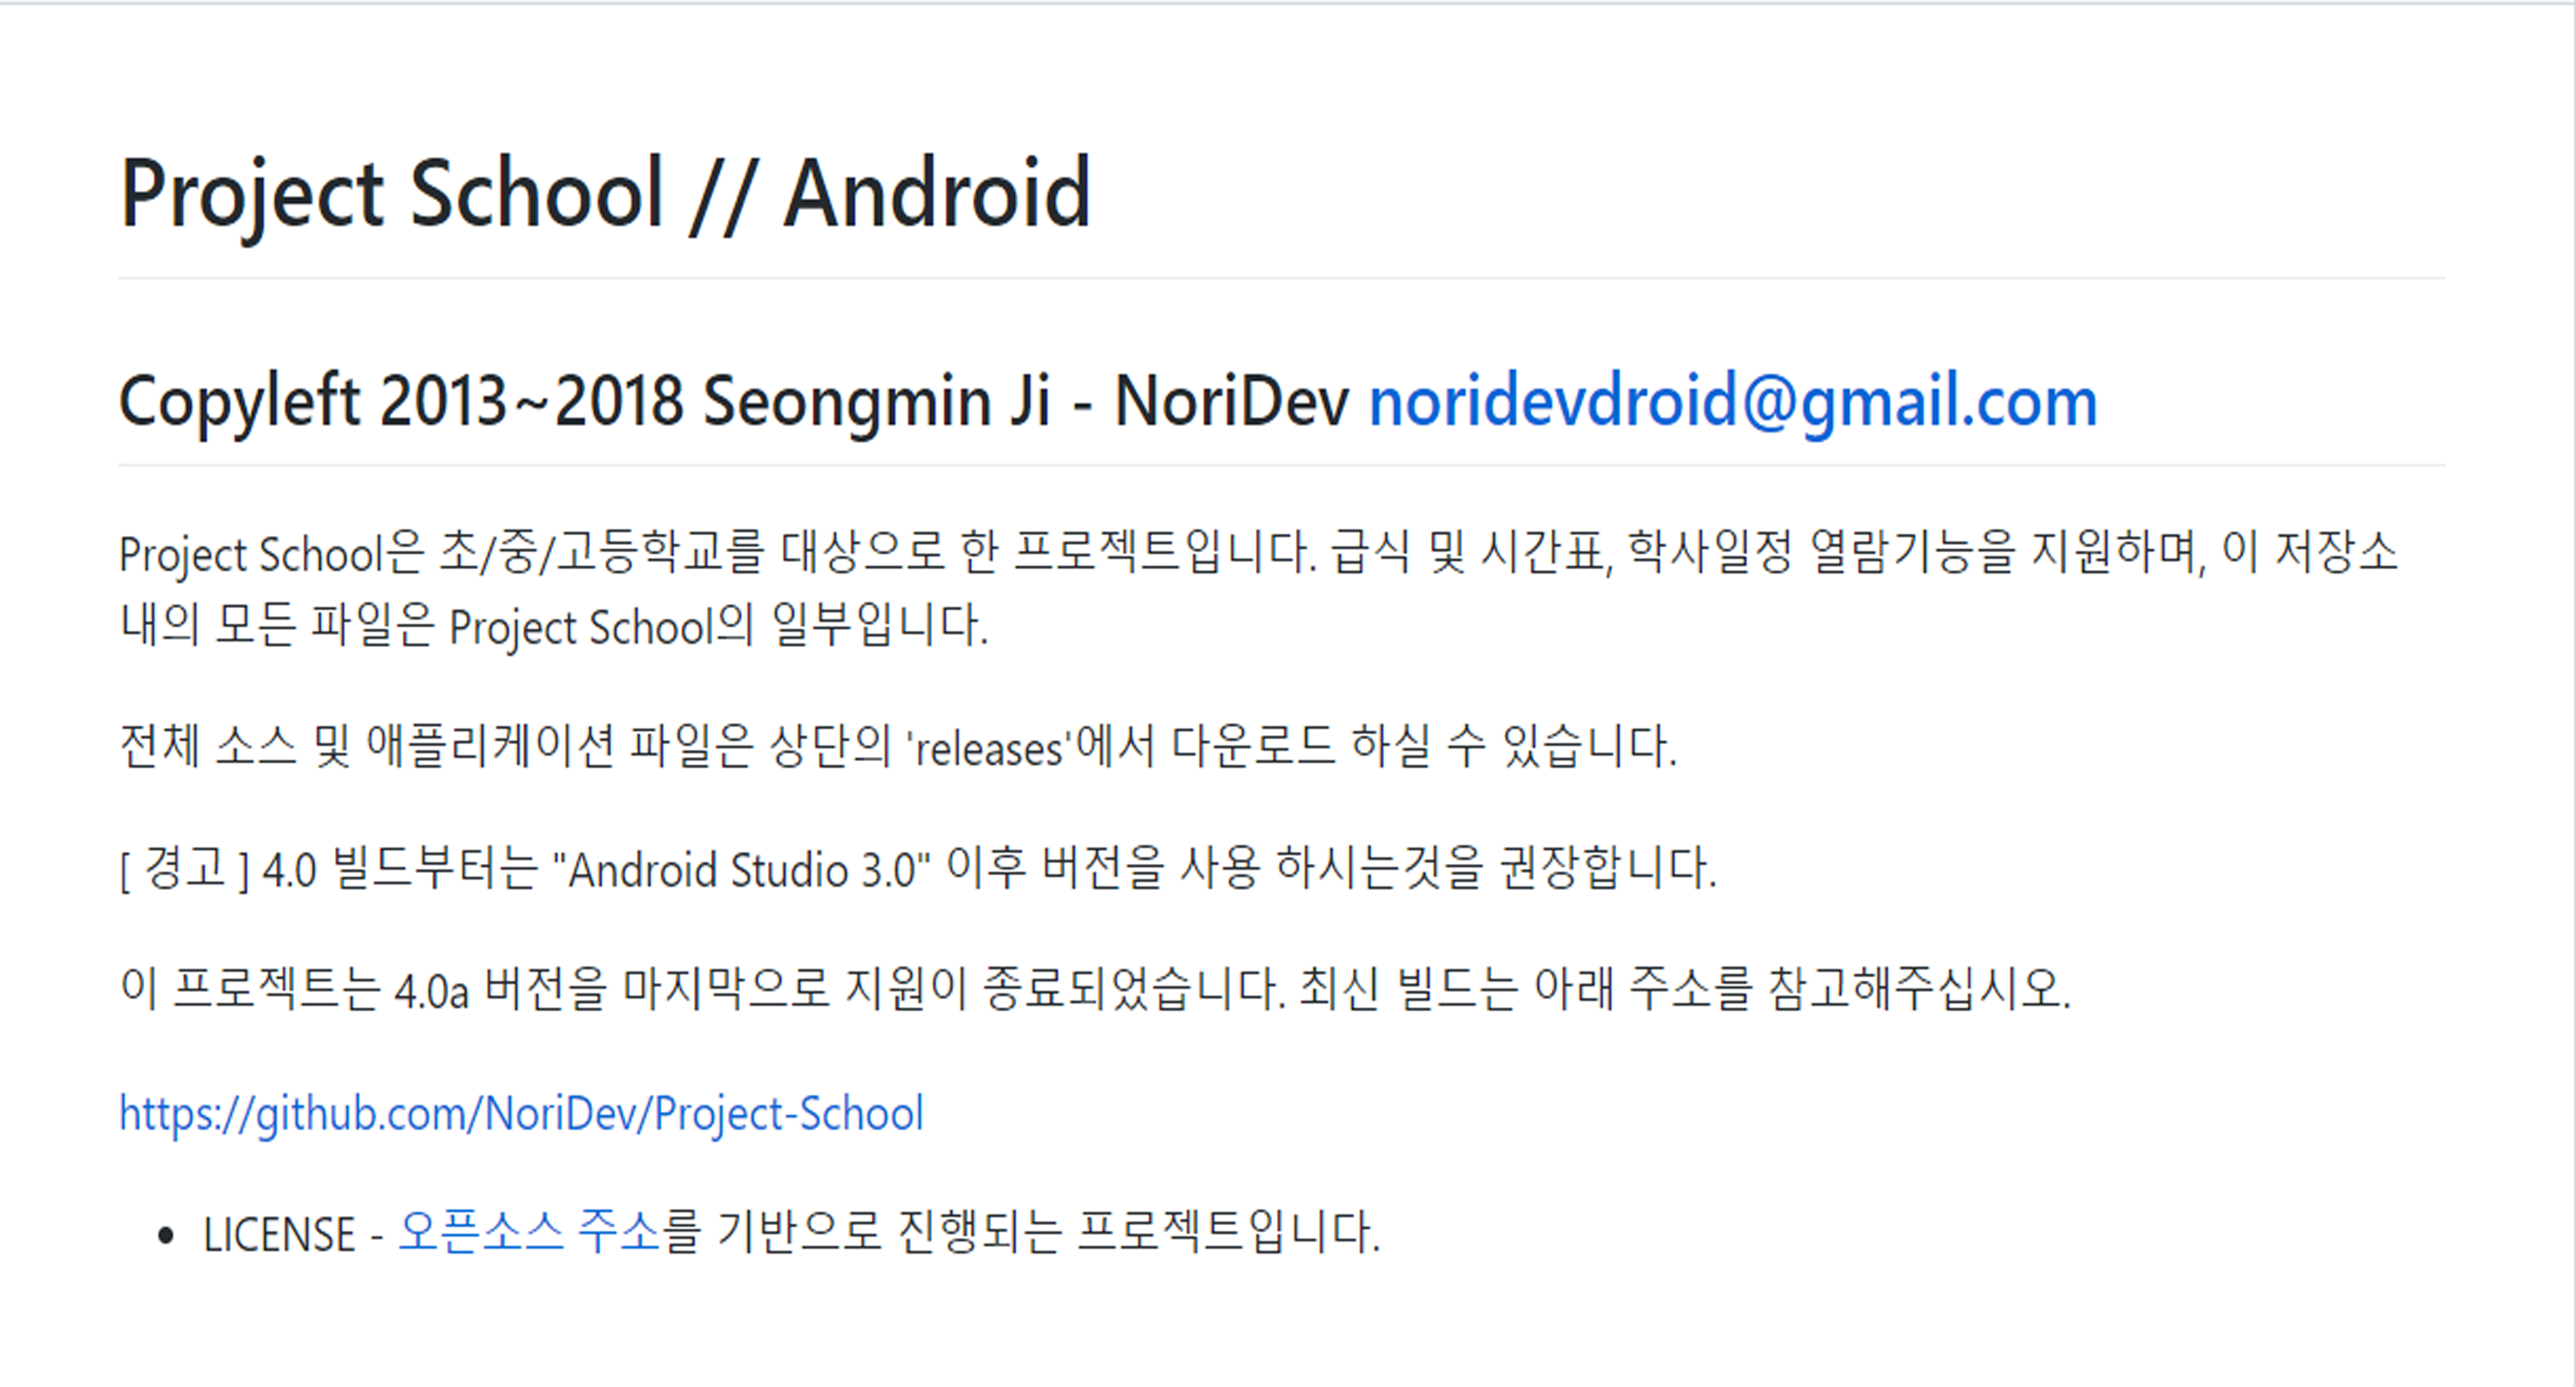 Project School // Android
Copyleft 2013~2018 Seongmin Ji - NoriDev noridevdroid@gmail.com
Project School은 초/중/고등학교를 대상으로 한 프로젝트입니다. 급식 및 시간표, 학사일정 열람기능을 지원하며, 이 저장소
내의 모든 파일은 Project School의 일부입니다.
전체 소스 및 애플리케이션 파일은 상단의 'releases'에서 다운로드 하실 수 있습니다.
[ 경고 ] 4.0 빌드부터는 "Android Studio 3.0" 이후 버전을 사용 하시는것을 권장합니다.
이 프로젝트는 4.0a 버전을 마지막으로 지원이 종료되었습니다. 최신 빌드는 아래 주소를 참고해주십시오.
https://github.com/NoriDev/Project-School
• LICENSE - 오픈소스 주소를 기반으로 진행되는 프로젝트입니다.